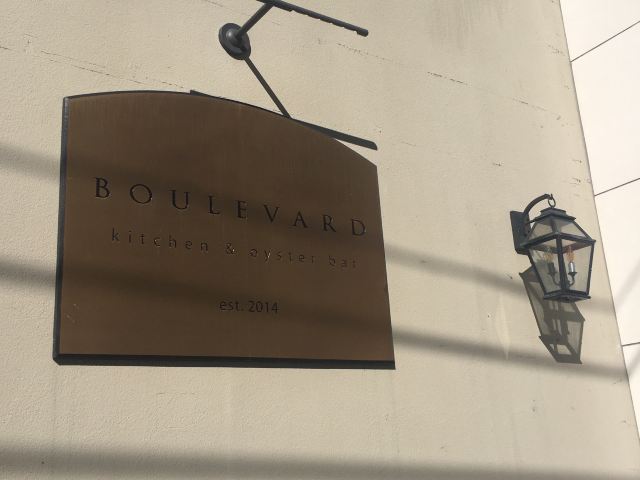 BOULEVARD
kitchen & oyster bar
est. 2014